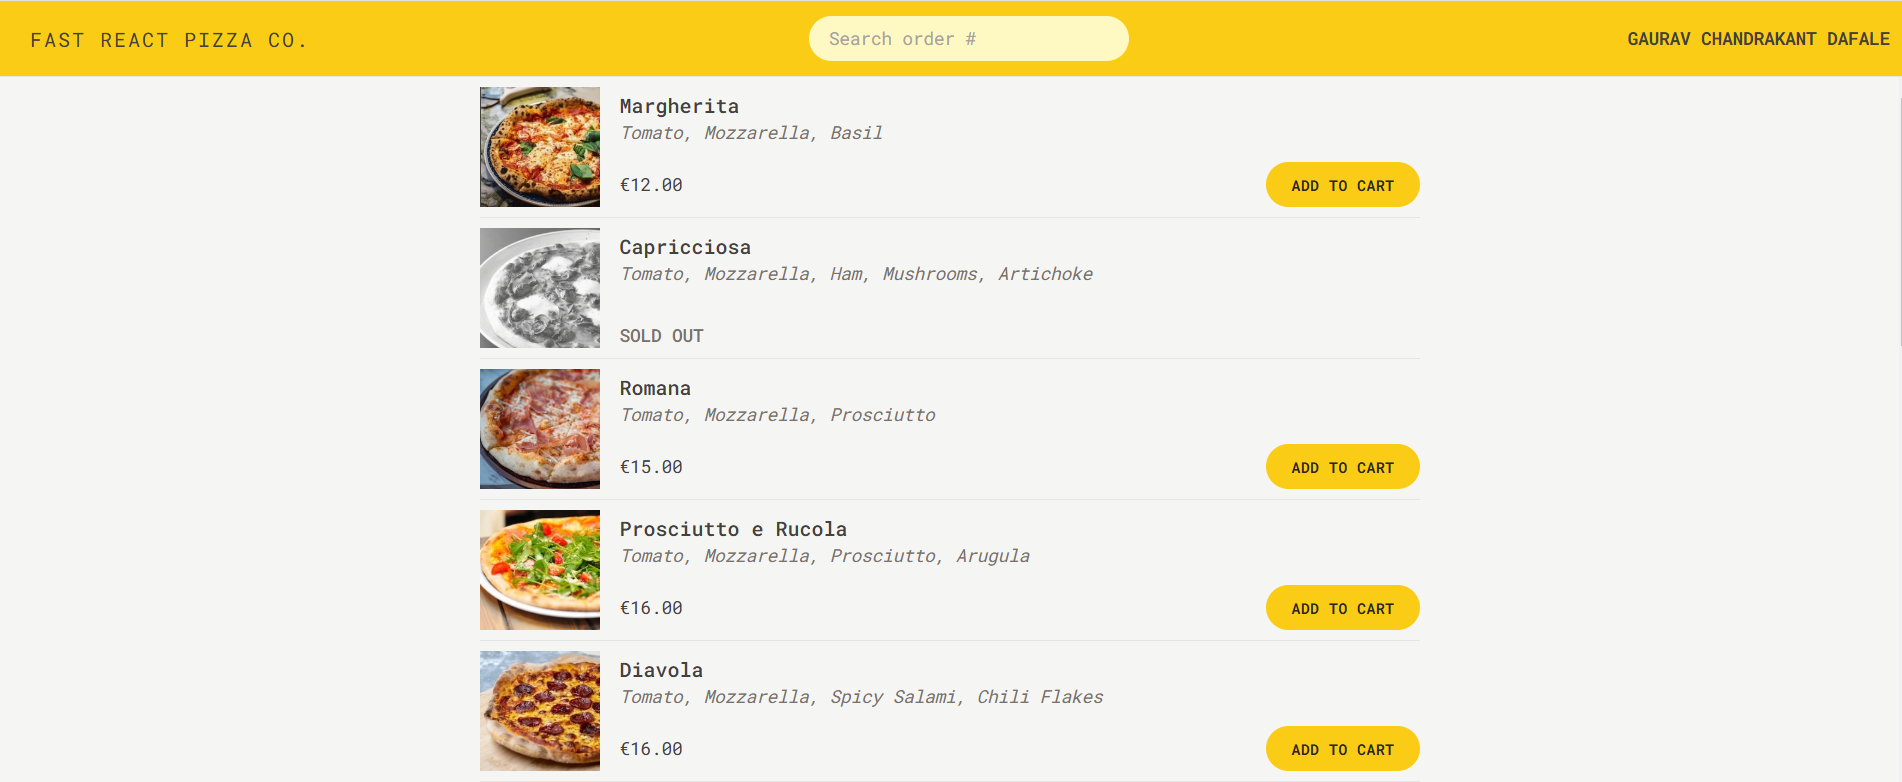 FAST REACT PIZZA CO.
Search order #
GAURAV CHANDRAKANT DAFALE
Margherita
Tomato, Mozzarella, Basil
€12.00
ADD TO CART
Capricciosa
Tomato, Mozzarella, Ham, Mushrooms, Artichoke
SOLD OUT
Romana
Tomato, Mozzarella, Prosciutto
€15.00
ADD TO CART
Prosciutto e Rucola
Tomato, Mozzarella, Prosciutto, Arugula
€16.00
ADD TO CART
Diavola
Tomato, Mozzarella, Spicy Salami, Chili Flakes
€16.00
ADD TO CART